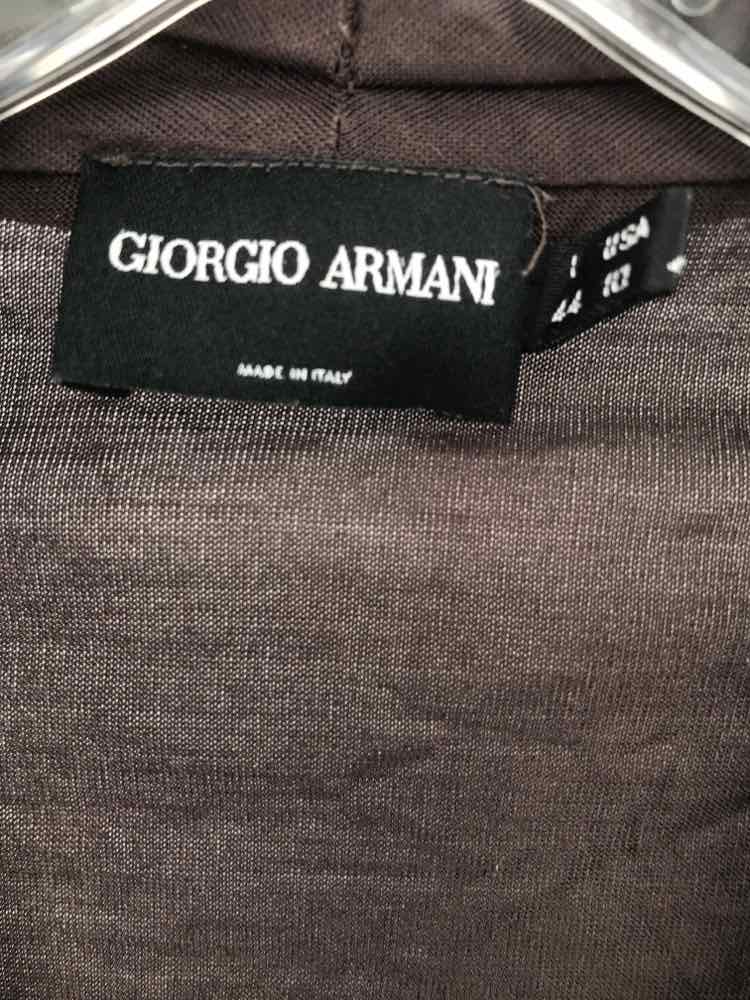 GIORGIO ARMANI
MADE IN ITALY
I USA
44 10